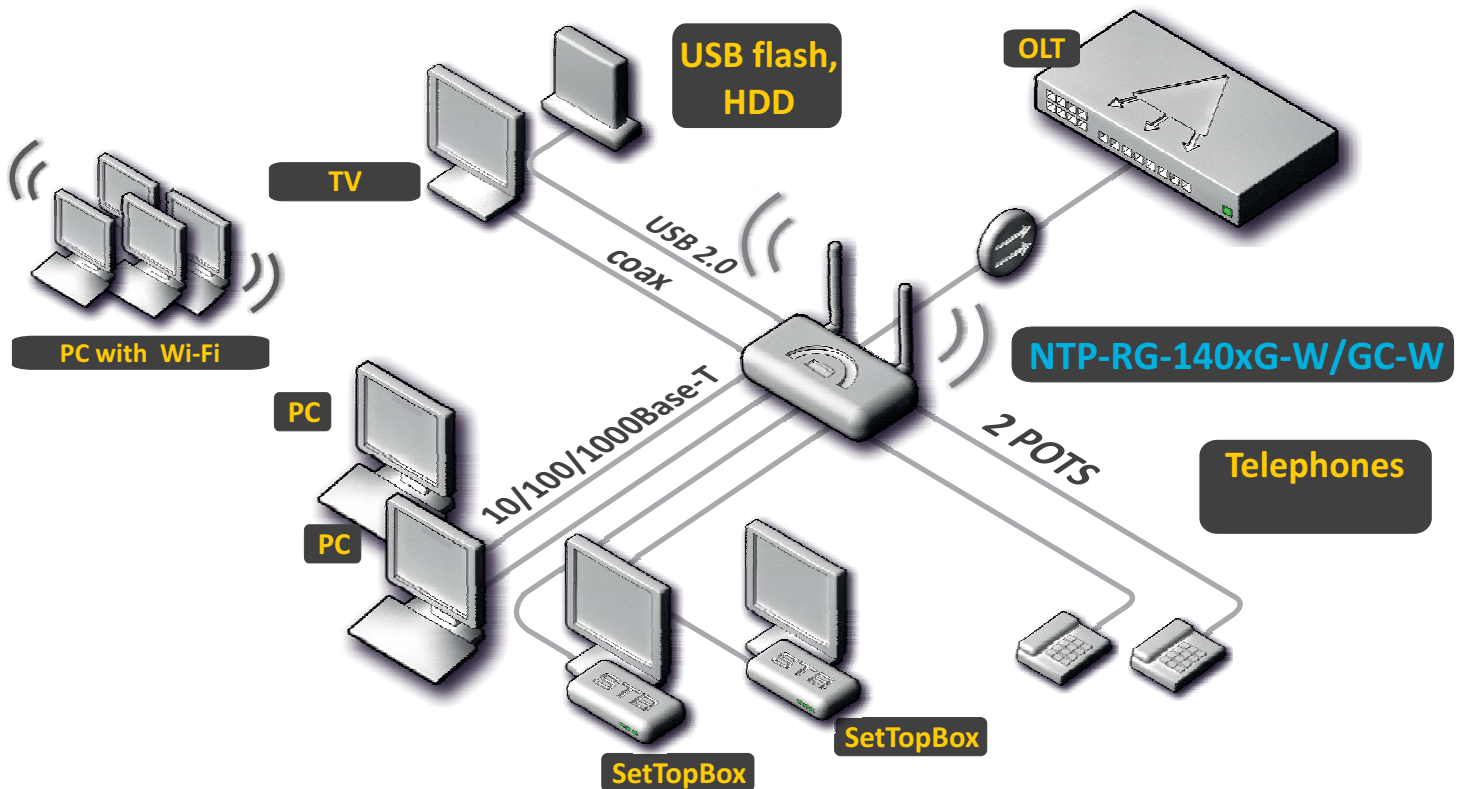 USB flash,
HDD
OLT
TV
USB 2.0
coax
PC with Wi-Fi
NTP-RG-140xG-W/GC-W
PC
10/100/1000Base-T
2 POTS
Telephones
PC
STB
STB
SetTopBox
SetTopBox